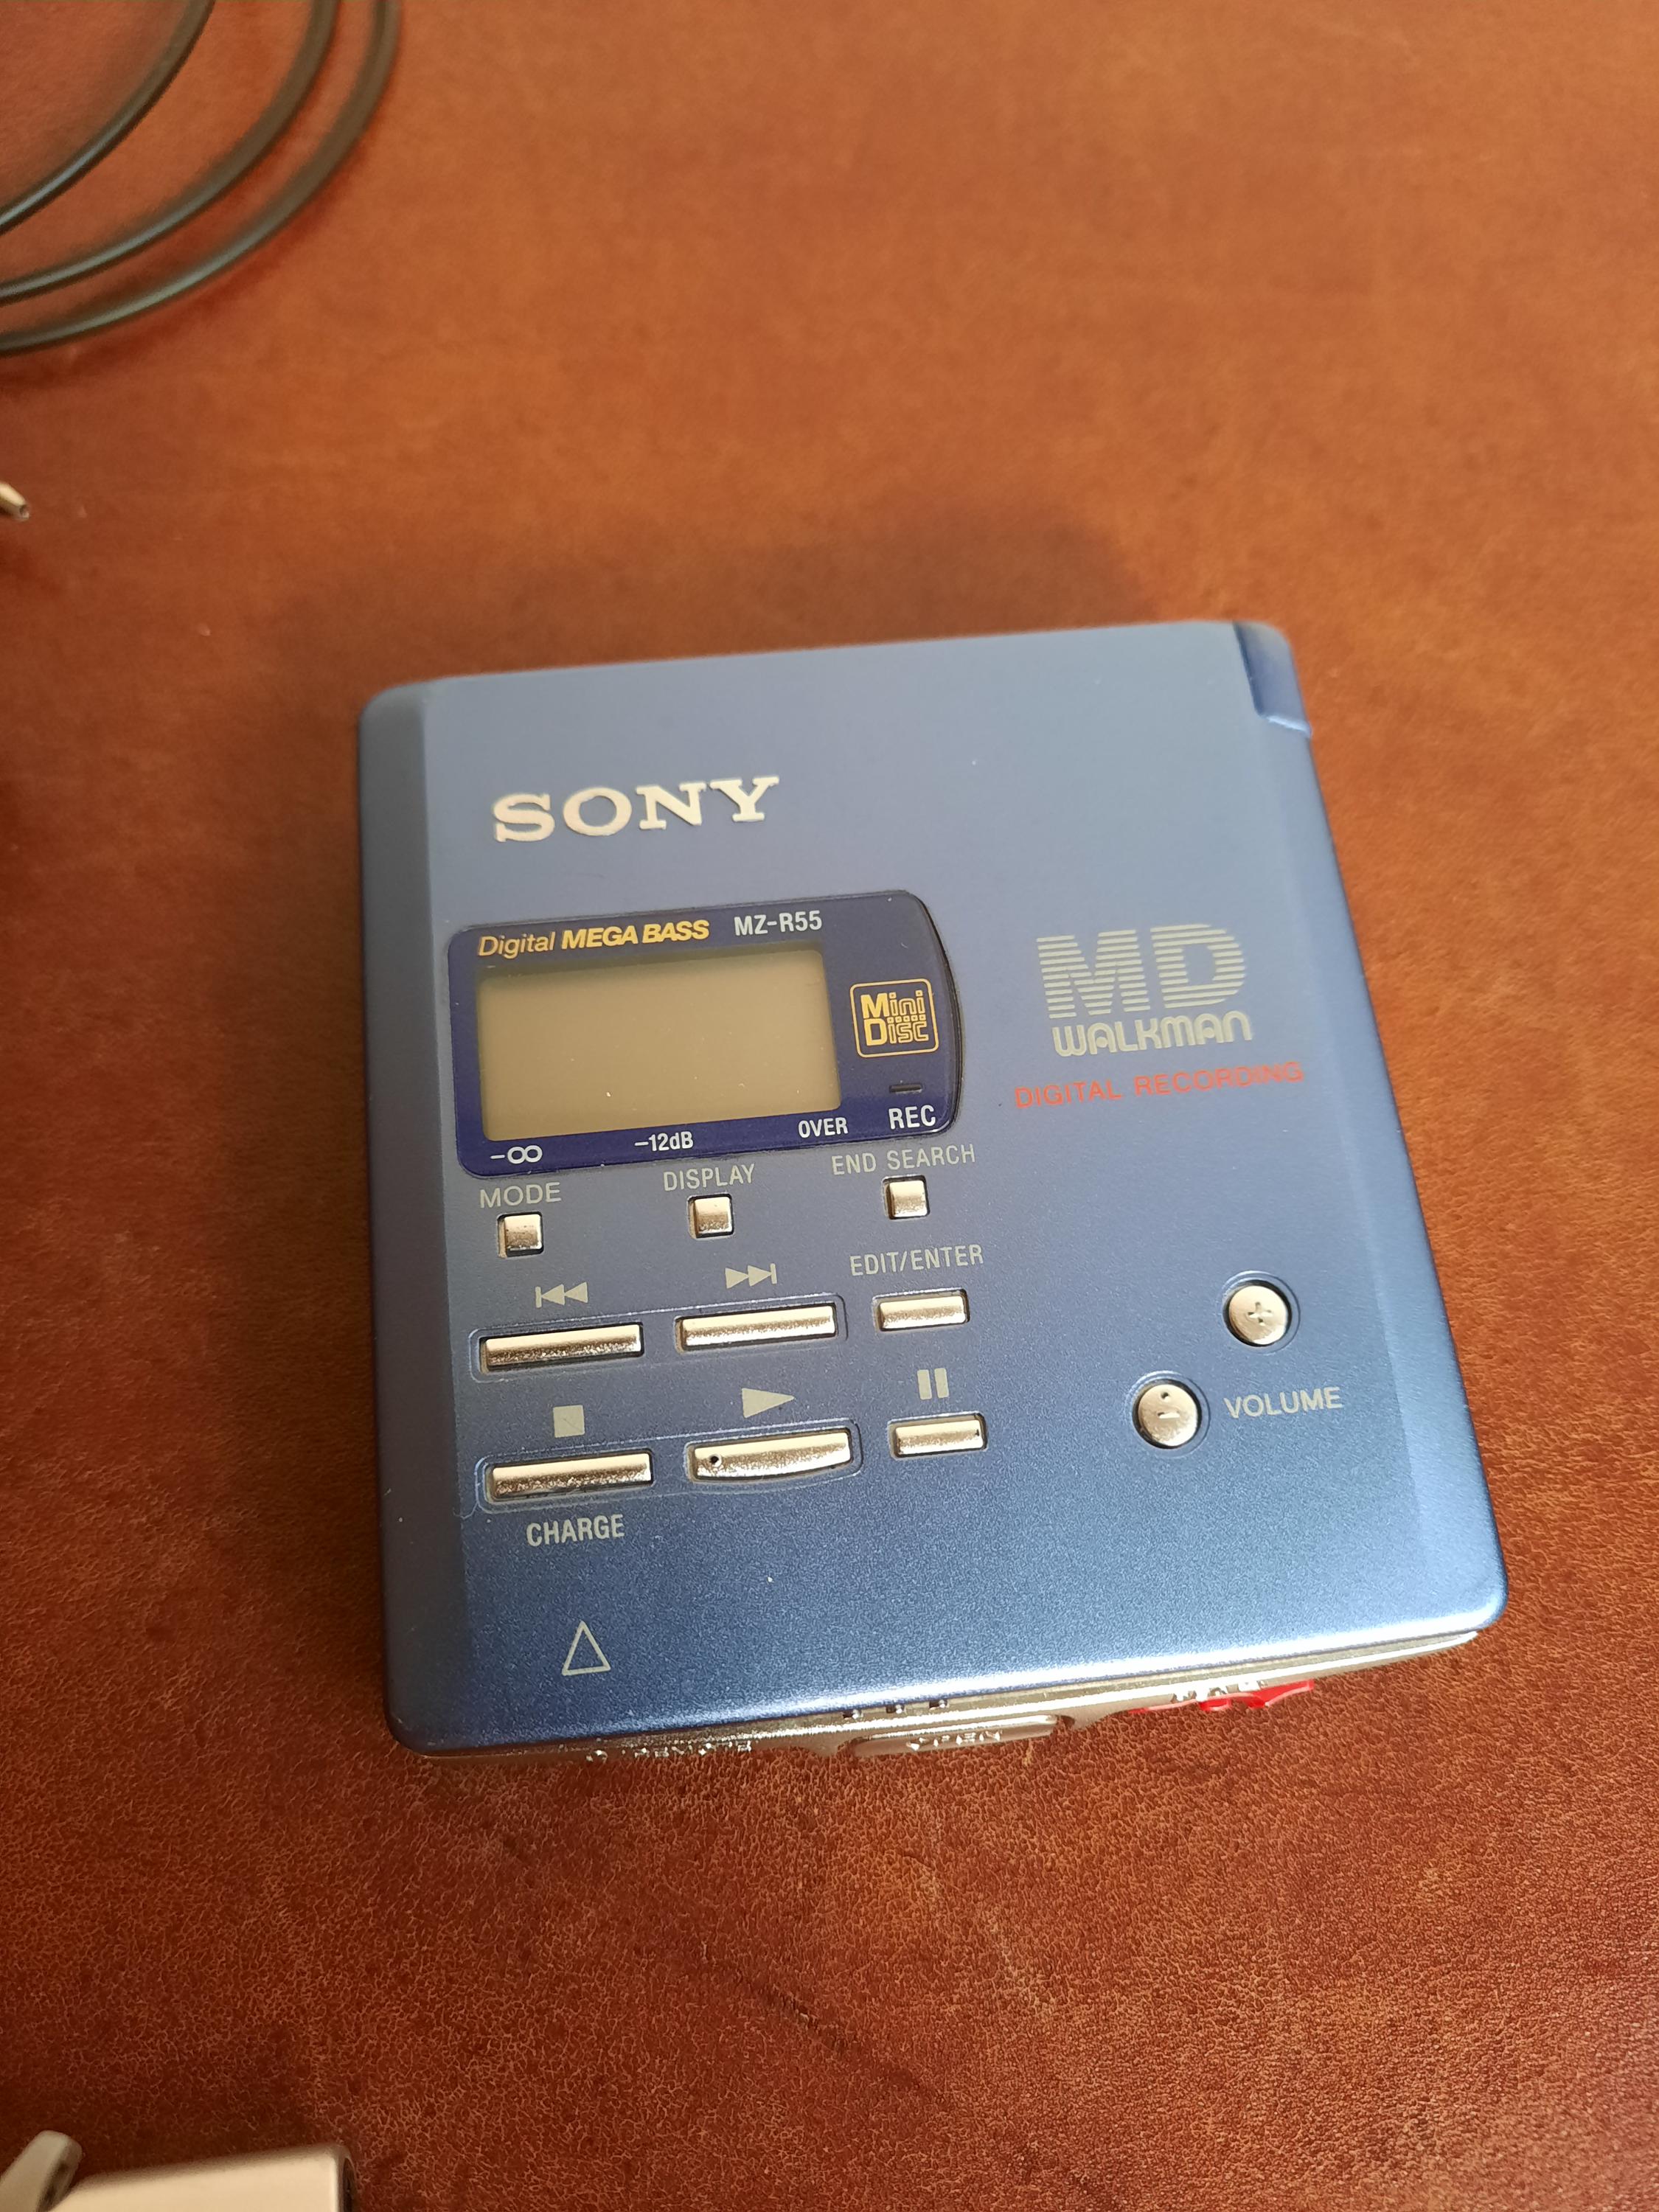 SONY
Digital MEGA BASS MZ-R55
Mini
Disc
MD
WALKMAN
DIGITAL RECORDING
-∞ -12dB OVER REC
MODE DISPLAY END SEARCH
EDIT/ENTER
+
-
VOLUME
CHARGE
OPEN